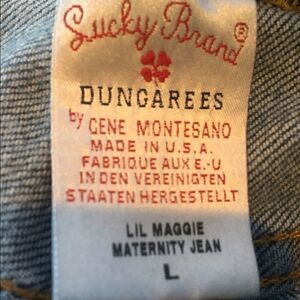 Lucky Brand®
DUNGAREES
by GENE MONTESANO
MADE IN U.S.A.
FABRIQUE AUX E.-U
IN DEN VEREINIGTEN
STAATEN HERGESTELLT
LIL MAGGIE
MATERNITY JEAN
L